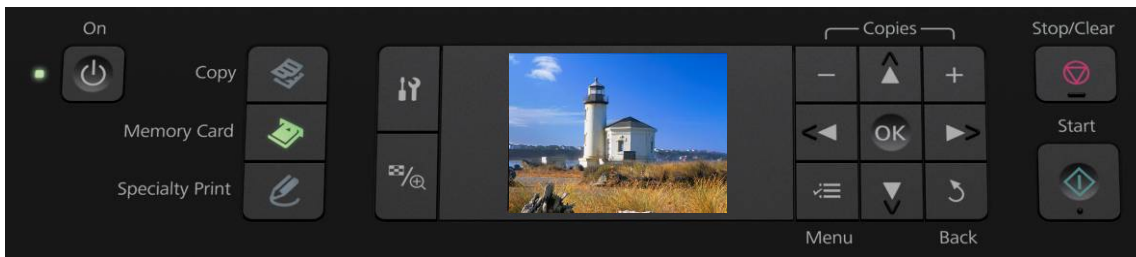 On
Copies
Stop/Clear
Copy
− +
Memory Card
OK
Start
Specialty Print
Menu
Back